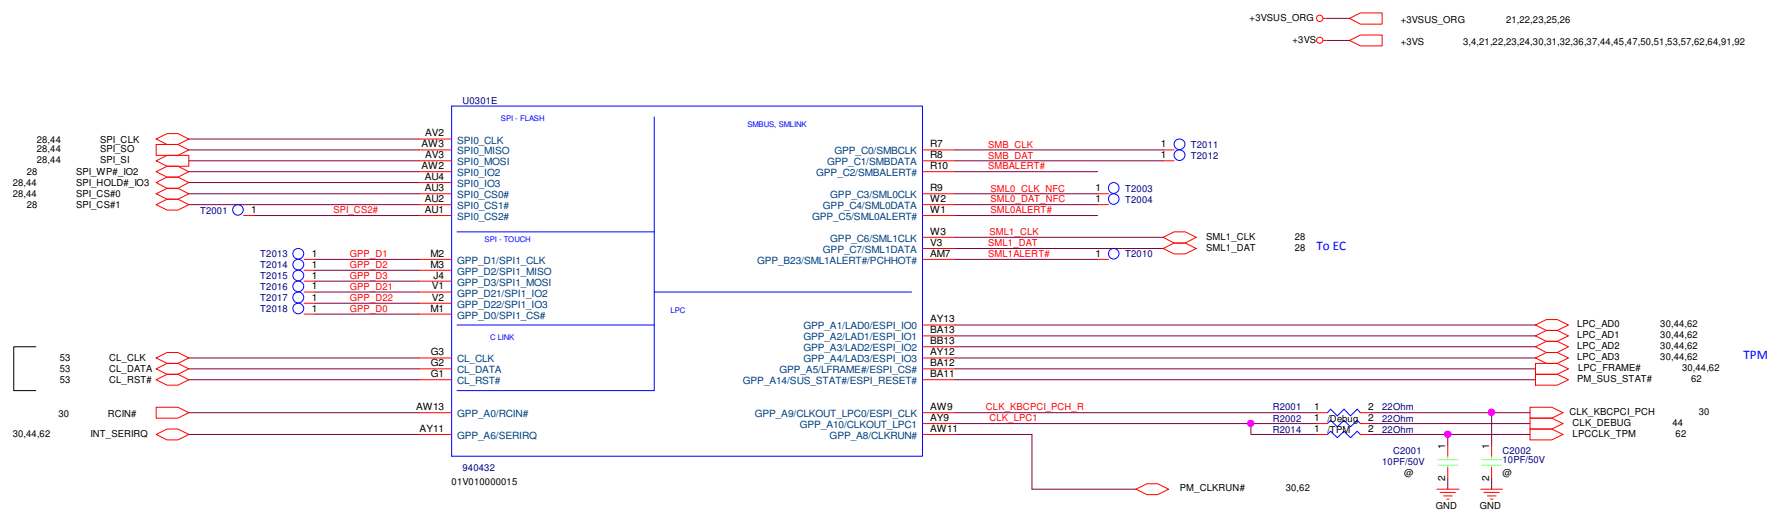 +3VSUS_ORG +3VSUS_ORG 21,22,23,25,26
+3VS +3VS 3,4,21,22,23,24,30,31,32,36,37,44,45,47,50,51,53,57,62,64,91,92
U0301E
SPI - FLASH
SMBUS, SMLINK
28,44 SPI_CLK AV2 SPI0_CLK
28,44 SPI_SO AW3 SPI0_MISO
28,44 SPI_SI AV3 SPI0_MOSI
28 SPI_WP#_IO2 AW2 SPI0_IO2
28,44 SPI_HOLD#_IO3 AU4 SPI0_IO3
28,44 SPI_CS#0 AU3 SPI0_CS0#
28 SPI_CS#1 AU2 SPI0_CS1#
T2001 1 SPI_CS2# AU1 SPI0_CS2#
GPP_C0/SMBCLK R7 SMB_CLK 1 T2011
GPP_C1/SMBDATA R8 SMB_DAT 1 T2012
GPP_C2/SMBALERT# R10 SMBALERT#
GPP_C3/SML0CLK R9 SML0_CLK_NFC 1 T2003
GPP_C4/SML0DATA W2 SML0_DAT_NFC 1 T2004
GPP_C5/SML0ALERT# W1 SML0ALERT#
GPP_C6/SML1CLK W3 SML1_CLK SML1_CLK 28
GPP_C7/SML1DATA V3 SML1_DAT SML1_DAT 28
To EC
GPP_B23/SML1ALERT#/PCHHOT# AM7 SML1ALERT# 1 T2010
SPI - TOUCH
T2013 1 GPP_D1 M2 GPP_D1/SPI1_CLK
T2014 1 GPP_D2 M3 GPP_D2/SPI1_MISO
T2015 1 GPP_D3 J4 GPP_D3/SPI1_MOSI
T2016 1 GPP_D21 V1 GPP_D21/SPI1_IO2
T2017 1 GPP_D22 V2 GPP_D22/SPI1_IO3
T2018 1 GPP_D0 M1 GPP_D0/SPI1_CS#
LPC
GPP_A1/LAD0/ESPI_IO0 AY13 LPC_AD0 30,44,62
GPP_A2/LAD1/ESPI_IO1 BA13 LPC_AD1 30,44,62
GPP_A3/LAD2/ESPI_IO2 BB13 LPC_AD2 30,44,62
GPP_A4/LAD3/ESPI_IO3 AY12 LPC_AD3 30,44,62
GPP_A5/LFRAME#/ESPI_CS# BA12 LPC_FRAME# 30,44,62
GPP_A14/SUS_STAT#/ESPI_RESET# BA11 PM_SUS_STAT# 62
TPM
C LINK
53 CL_CLK G3 CL_CLK
53 CL_DATA G2 CL_DATA
53 CL_RST# G1 CL_RST#
30 RCIN# AW13 GPP_A0/RCIN#
30,44,62 INT_SERIRQ AY11 GPP_A6/SERIRQ
GPP_A9/CLKOUT_LPC0/ESPI_CLK AW9 CLK_KBCPCI_PCH_R R2001 1 2 22Ohm CLK_KBCPCI_PCH 30
GPP_A10/CLKOUT_LPC1 AY9 CLK_LPC1 R2002 1 /Debug 2 22Ohm CLK_DEBUG 44
GPP_A8/CLKRUN# AW11 R2014 1 /TPM 2 22Ohm LPCCLK_TPM 62
C2001 1 10PF/50V @ 2 GND
C2002 1 10PF/50V @ 2 GND
940432
01V010000015
PM_CLKRUN# 30,62